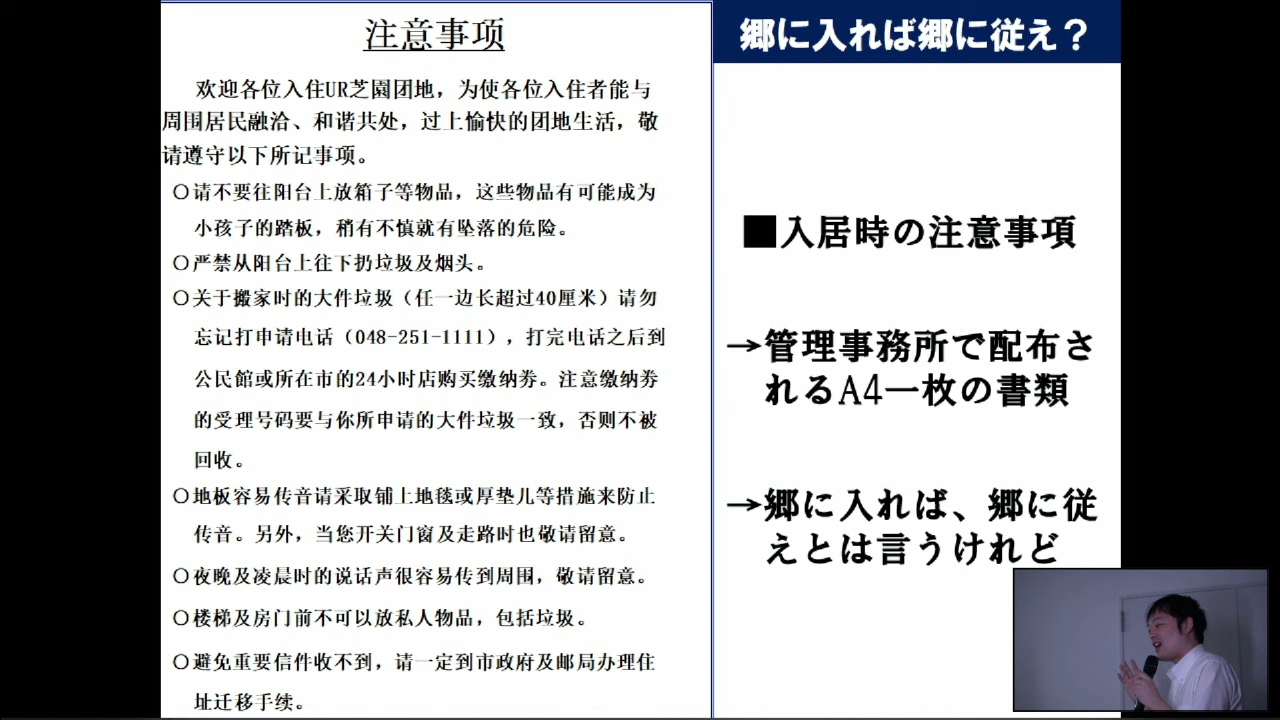 注意事项
欢迎各位入住UR芝園団地，为使各位入住者能与
周围居民融洽、和谐共处，过上愉快的团地生活，敬
请遵守以下所记事项。
〇请不要往阳台上放箱子等物品，这些物品有可能成为
小孩子的踏板，稍有不慎就有坠落的危险。
〇严禁从阳台上往下扔垃圾及烟头。
〇关于搬家时的大件垃圾（任一边长超过40厘米）请勿
忘记打申请电话（048-251-1111），打完电话之后到
公民館或所在市的24小时店购买缴纳券。注意缴纳券
的受理号码要与你所申请的大件垃圾一致，否则不被
回收。
〇地板容易传音请采取铺上地毯或厚垫儿等措施来防止
传音。另外，当您开关门窗及走路时也敬请留意。
〇夜晚及凌晨时的说话声很容易传到周围，敬请留意。
〇楼梯及房门前不可以放私人物品，包括垃圾。
〇避免重要信件收不到，请一定到市政府及邮局办理住
址迁移手续。
郷に入れば郷に従え？
■入居時の注意事項
→管理事務所で配布さ
れるA4一枚の書類
→郷に入れば、郷に従
えとは言うけれど